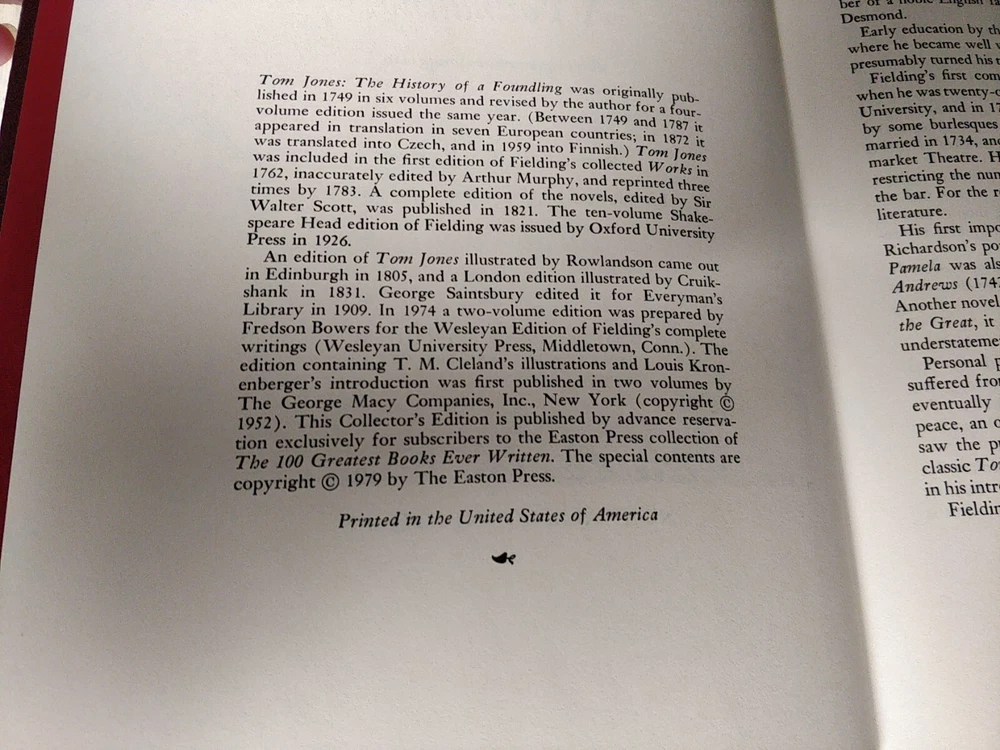 Tom Jones: The History of a Foundling was originally pub-
lished in 1749 in six volumes and revised by the author for a four-
volume edition issued the same year. (Between 1749 and 1787 it
appeared in translation in seven European countries; in 1872 it
was translated into Czech, and in 1959 into Finnish.) Tom Jones
was included in the first edition of Fielding's collected Works in
1762, inaccurately edited by Arthur Murphy, and reprinted three
times by 1783. A complete edition of the novels, edited by Sir
Walter Scott, was published in 1821. The ten-volume Shake-
speare Head edition of Fielding was issued by Oxford University
Press in 1926.
An edition of Tom Jones illustrated by Rowlandson came out
in Edinburgh in 1805, and a London edition illustrated by Cruik-
shank in 1831. George Saintsbury edited it for Everyman's
Library in 1909. In 1974 a two-volume edition was prepared by
Fredson Bowers for the Wesleyan Edition of Fielding's complete
writings (Wesleyan University Press, Middletown, Conn.). The
edition containing T. M. Cleland's illustrations and Louis Kron-
enberger's introduction was first published in two volumes by
The George Macy Companies, Inc., New York (copyright ©
1952). This Collector's Edition is published by advance reserva-
tion exclusively for subscribers to the Easton Press collection of
The 100 Greatest Books Ever Written. The special contents are
copyright © 1979 by The Easton Press.
Printed in the United States of America
Desmond.
Early education by
where he became well
presumably turned his
Fielding's first
when he was
University, and in
by some burlesques
married in 1734,
market Theatre.
restricting the
the bar. For the
literature.
His first
Richardson's
Pamela was
Andrews
Another novel
the Great, it
Personal
suffered
eventually
peace, an
saw the
classic
in his